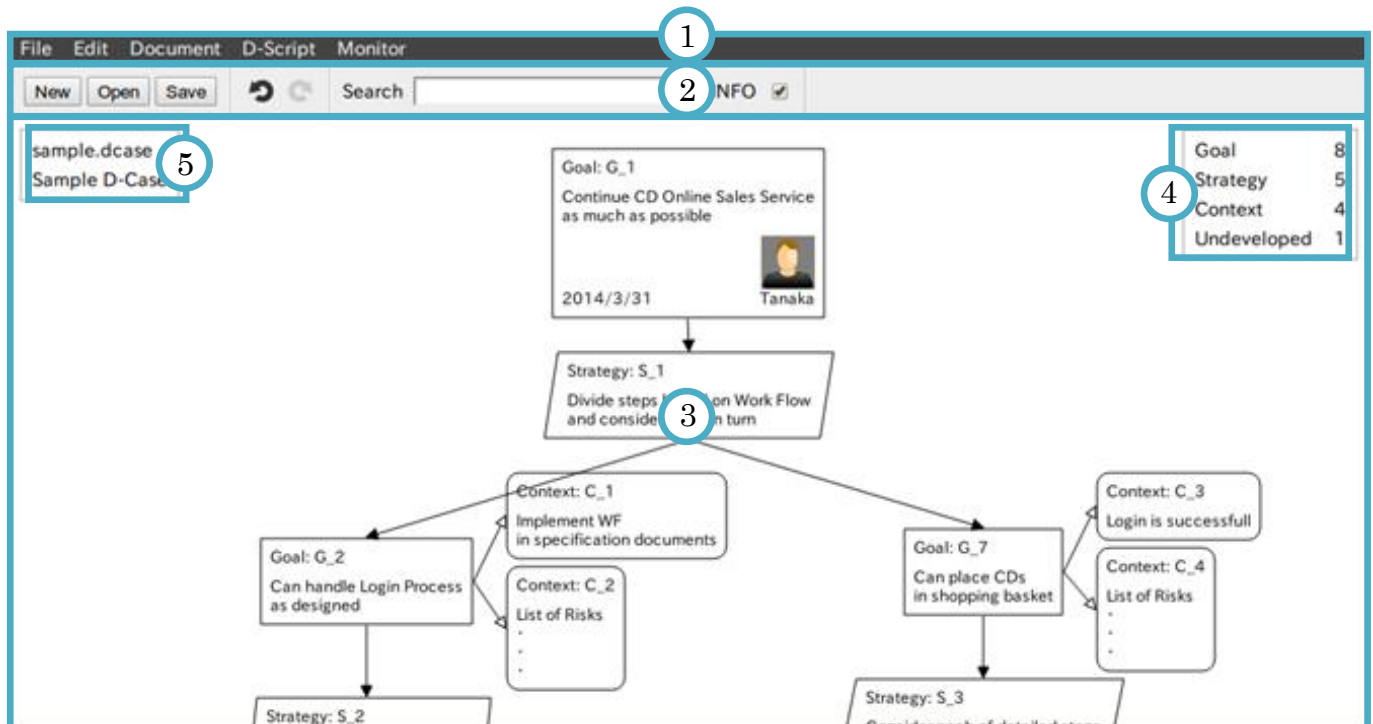 1
File Edit Document D-Script Monitor
New Open Save Search 2 NFO
sample.dcase
Sample D-Case
5
Goal: G_1
Continue CD Online Sales Service
as much as possible
2014/3/31 Tanaka
4
Goal 8
Strategy 5
Context 4
Undeveloped 1
Strategy: S_1
Divide steps on Work Flow
and conside n turn
3
Context: C_1
Implement WF
in specification documents
Goal: G_2
Can handle Login Process
as designed
Context: C_2
List of Risks
.
.
.
Context: C_3
Login is successfull
Goal: G_7
Can place CDs
in shopping basket
Context: C_4
List of Risks
.
.
.
Strategy: S_2
Strategy: S_3